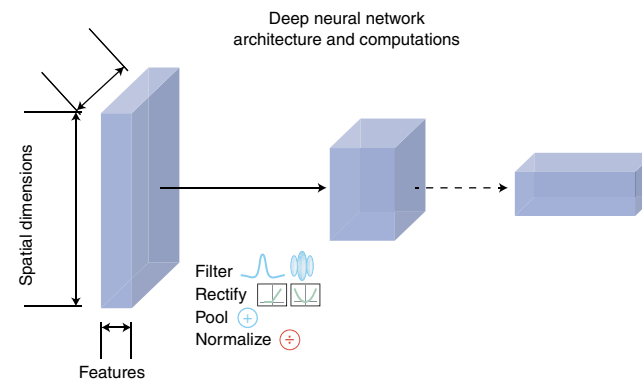 Deep neural network
architecture and computations
Spatial dimensions
Filter
Rectify
Pool +
Normalize ÷
Features